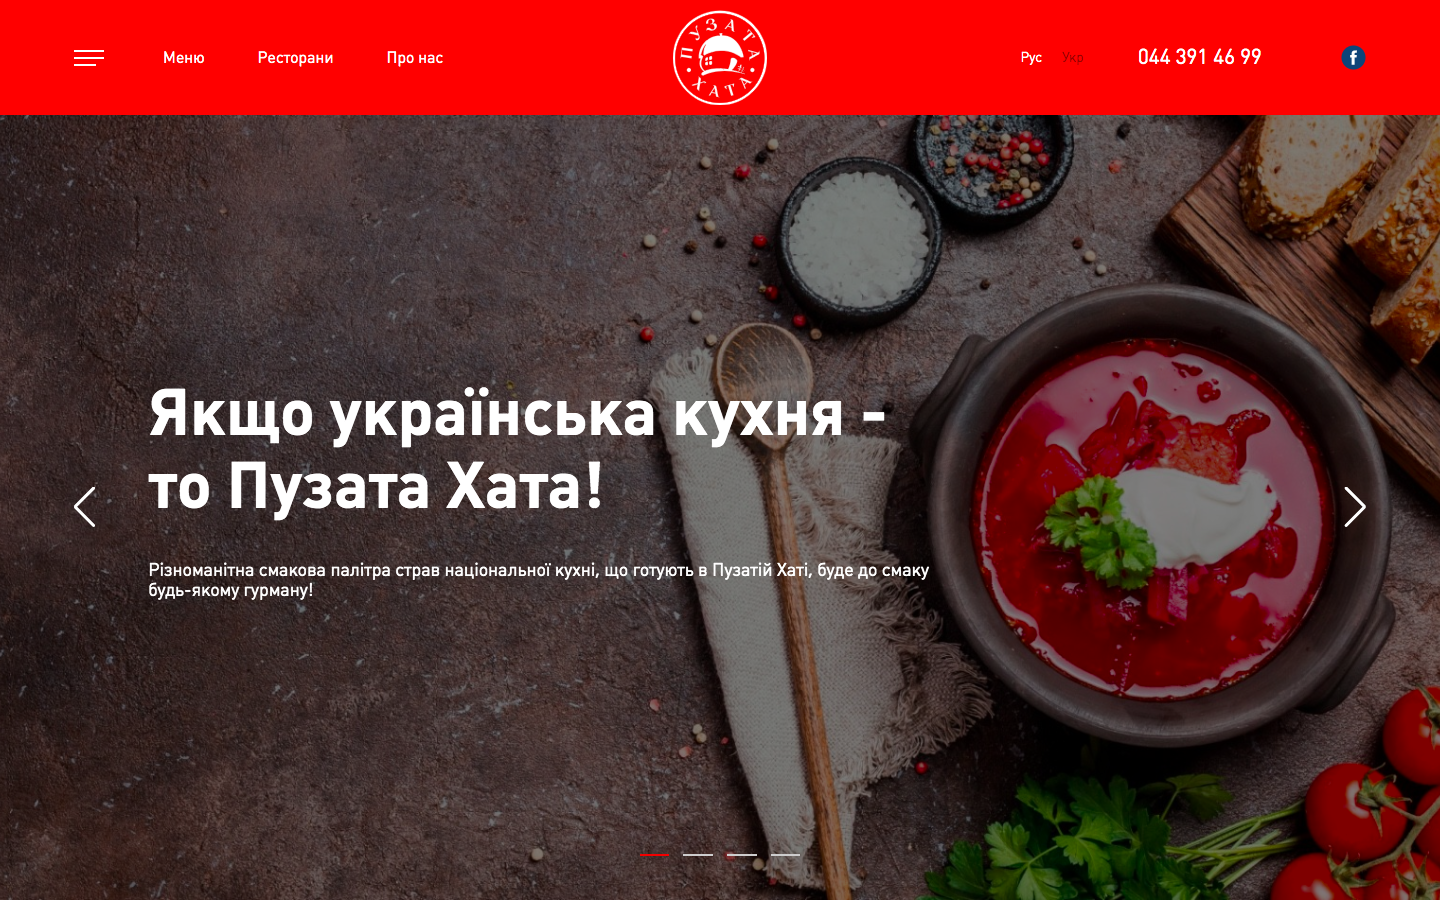 Меню
Ресторани
Про нас
ПУЗАТА
ХАТА
Рус
Укр
044 391 46 99
f
Якщо українська кухня -
то Пузата Хата!
Різноманітна смакова палітра страв національної кухні, що готують в Пузатій Хаті, буде до смаку
будь-якому гурману!